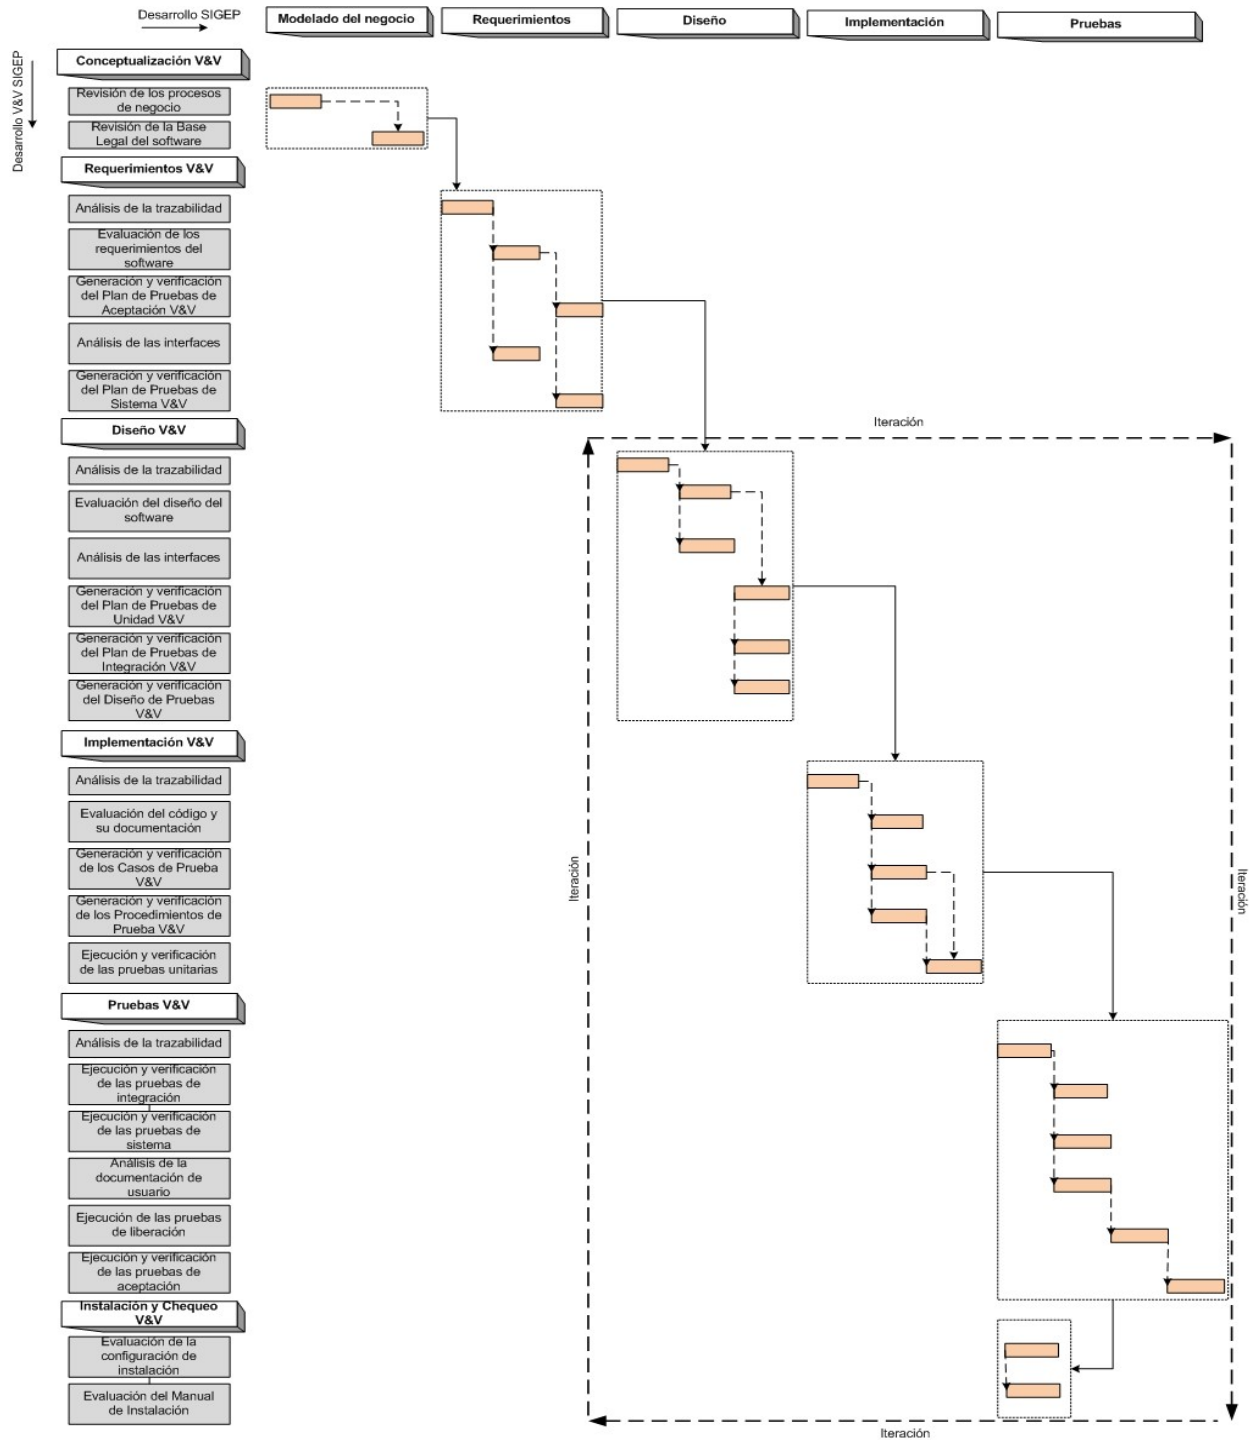 Desarrollo SIGEP
Modelado del negocio
Requerimientos
Diseño
Implementación
Pruebas
Desarrollo V&V SIGEP
Conceptualización V&V
Revisión de los procesos
de negocio
Revisión de la Base
Legal del software
Requerimientos V&V
Análisis de la trazabilidad
Evaluación de los
requerimientos del
software
Generación y verificación
del Plan de Pruebas de
Aceptación V&V
Análisis de las interfaces
Generación y verificación
del Plan de Pruebas de
Sistema V&V
Diseño V&V
Iteración
Análisis de la trazabilidad
Evaluación del diseño del
software
Análisis de las interfaces
Generación y verificación
del Plan de Pruebas de
Unidad V&V
Generación y verificación
del Plan de Pruebas de
Integración V&V
Generación y verificación
del Diseño de Pruebas
V&V
Implementación V&V
Análisis de la trazabilidad
Evaluación del código y
su documentación
Generación y verificación
de los Casos de Prueba
V&V
Iteración
Iteración
Generación y verificación
de los Procedimientos de
Prueba V&V
Ejecución y verificación
de las pruebas unitarias
Pruebas V&V
Análisis de la trazabilidad
Ejecución y verificación
de las pruebas de
integración
Ejecución y verificación
de las pruebas de
sistema
Análisis de la
documentación de
usuario
Ejecución de las pruebas
de liberación
Ejecución y verificación
de las pruebas de
aceptación
Instalación y Chequeo
V&V
Evaluación de la
configuración de
instalación
Evaluación del Manual
de Instalación
Iteración